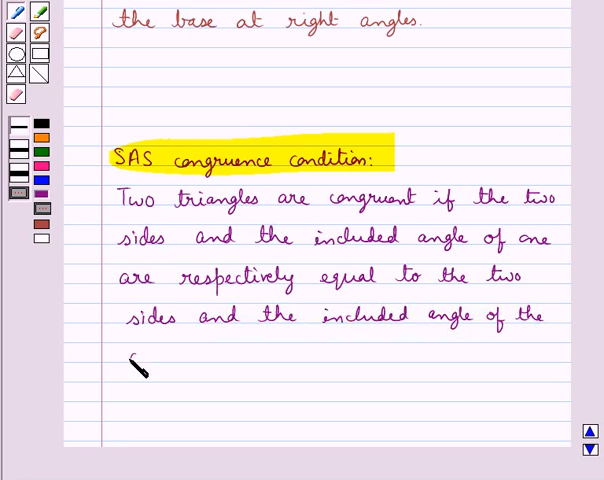 the base at right angles.
SAS congruence condition:
Two triangles are congruent if the two
sides and the included angle of one
are respectively equal to the two
sides and the included angle of the